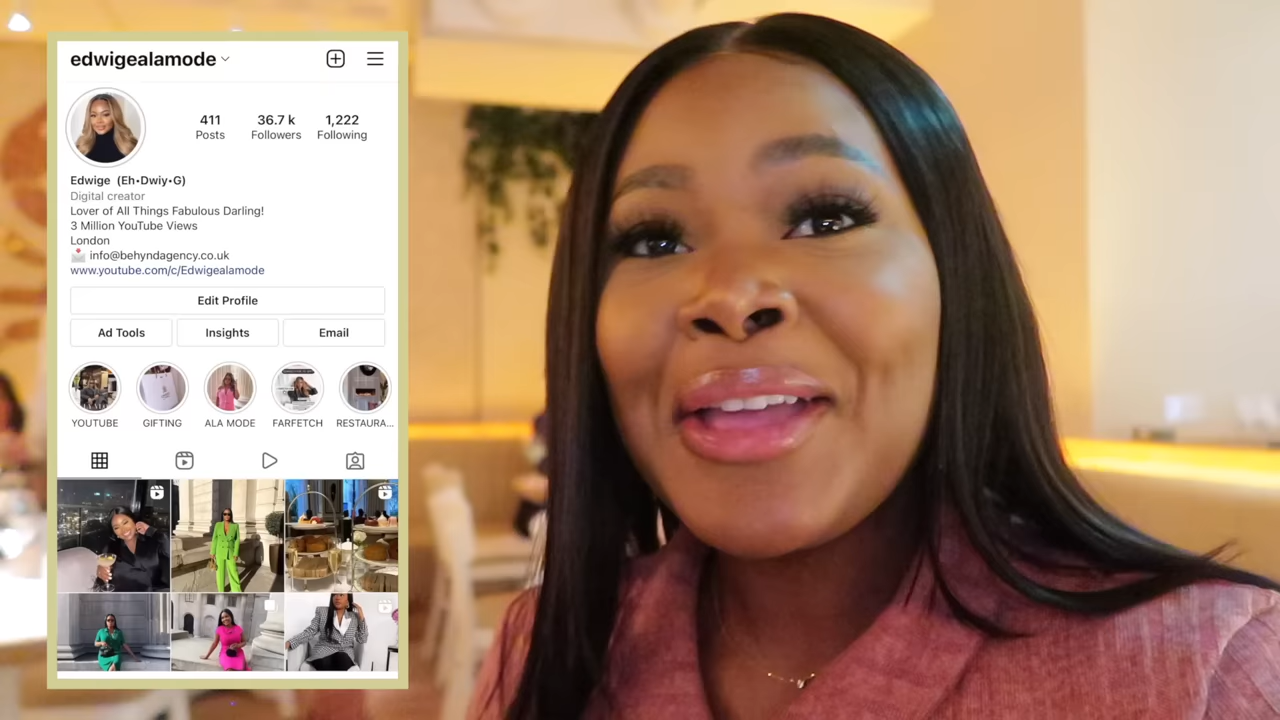 edwigealamode
411
36.7 k
1,222
Posts
Followers
Following
Edwige (Eh•Dwiy•G)
Digital creator
Lover of All Things Fabulous Darling!
3 Million YouTube Views
London
info@behyndagency.co.uk
www.youtube.com/c/Edwigealamode
Edit Profile
Ad Tools
Insights
Email
YOUTUBE
GIFTING
ALA MODE
FARFETCH
RESTAURA...